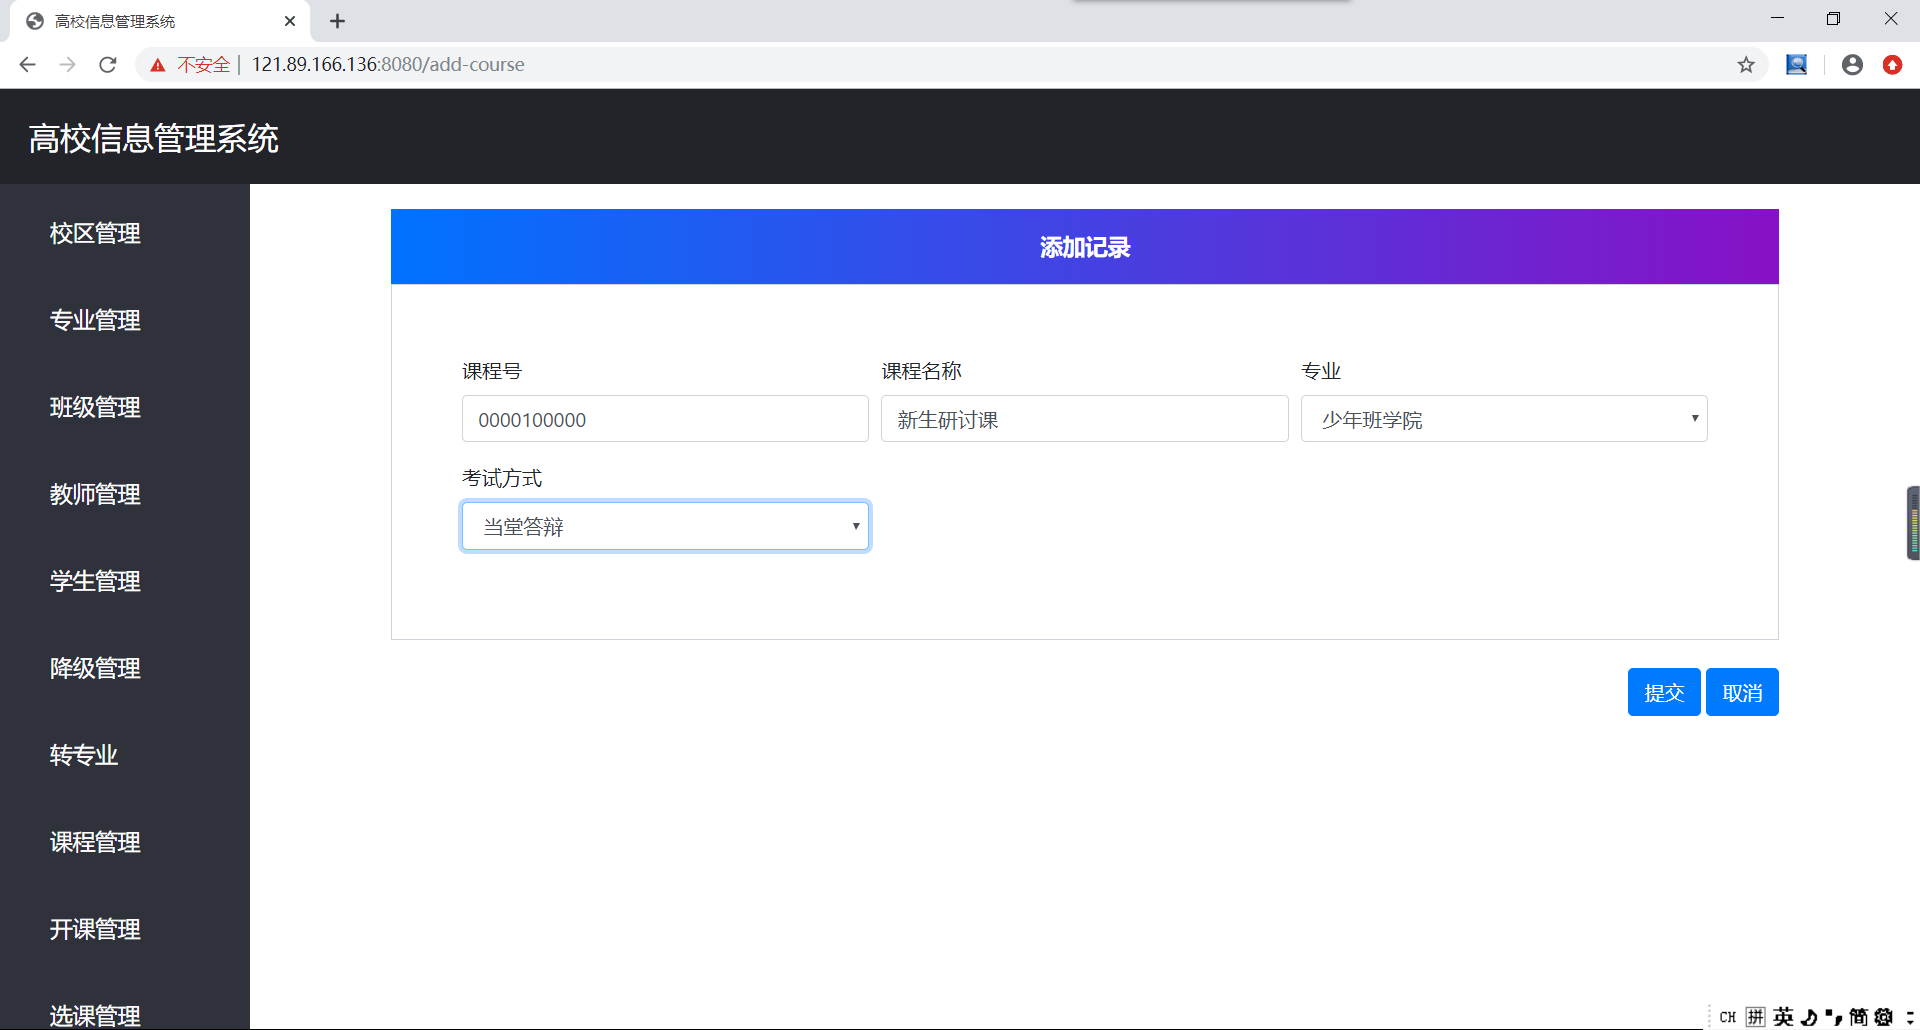 高校信息管理系统
不安全 | 121.89.166.136:8080/add-course
高校信息管理系统
校区管理
专业管理
班级管理
教师管理
学生管理
降级管理
转专业
课程管理
开课管理
选课管理
添加记录
课程号 课程名称 专业
0000100000 新生研讨课 少年班学院
考试方式
当堂答辩
提交 取消
CH 拼 英 简